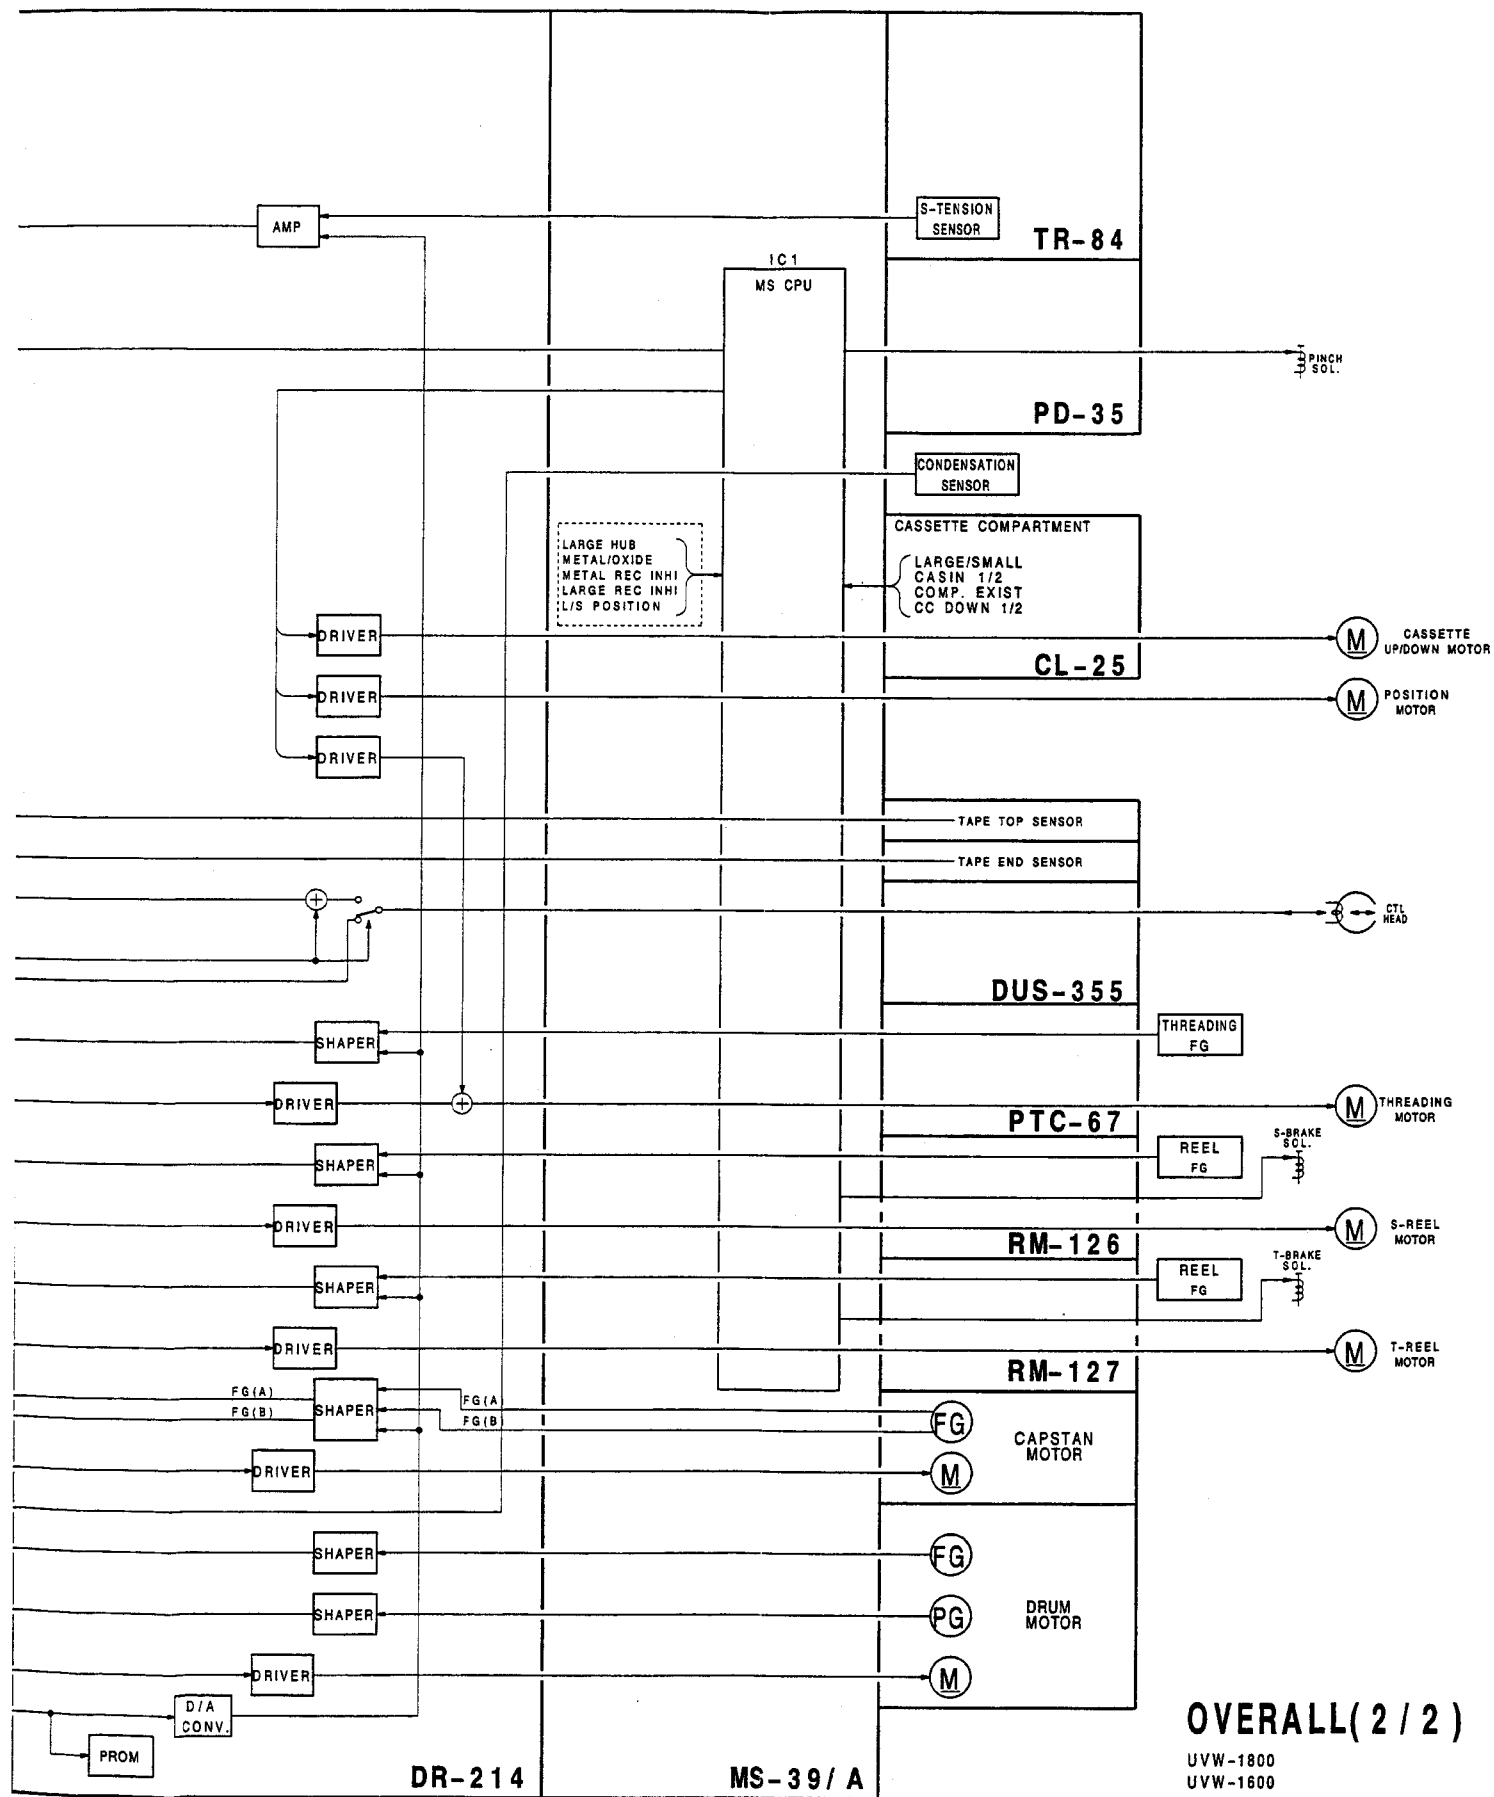 S-TENSION
SENSOR
AMP
TR-84
IC1
MS CPU
PINCH
SOL.
PD-35
CONDENSATION
SENSOR
CASSETTE COMPARTMENT
LARGE HUB
METAL/OXIDE
METAL REC INHI
LARGE REC INHI
L/S POSITION
LARGE/SMALL
CASIN 1/2
COMP. EXIST
CC DOWN 1/2
DRIVER
M
CASSETTE
UP/DOWN MOTOR
CL-25
DRIVER
M
POSITION
MOTOR
DRIVER
TAPE TOP SENSOR
TAPE END SENSOR
+
CTL
HEAD
DUS-355
SHAPER
THREADING
FG
DRIVER
+
M
THREADING
MOTOR
PTC-67
SHAPER
REEL
FG
S-BRAKE
SOL.
DRIVER
M
S-REEL
MOTOR
RM-126
SHAPER
REEL
FG
T-BRAKE
SOL.
DRIVER
M
T-REEL
MOTOR
RM-127
FG(A)
FG(B)
SHAPER
FG(A)
FG(B)
FG
CAPSTAN
MOTOR
DRIVER
M
SHAPER
FG
SHAPER
PG
DRUM
MOTOR
DRIVER
M
D/A
CONV.
PROM
DR-214
MS-39/A
OVERALL(2/2)
UVW-1800
UVW-1600